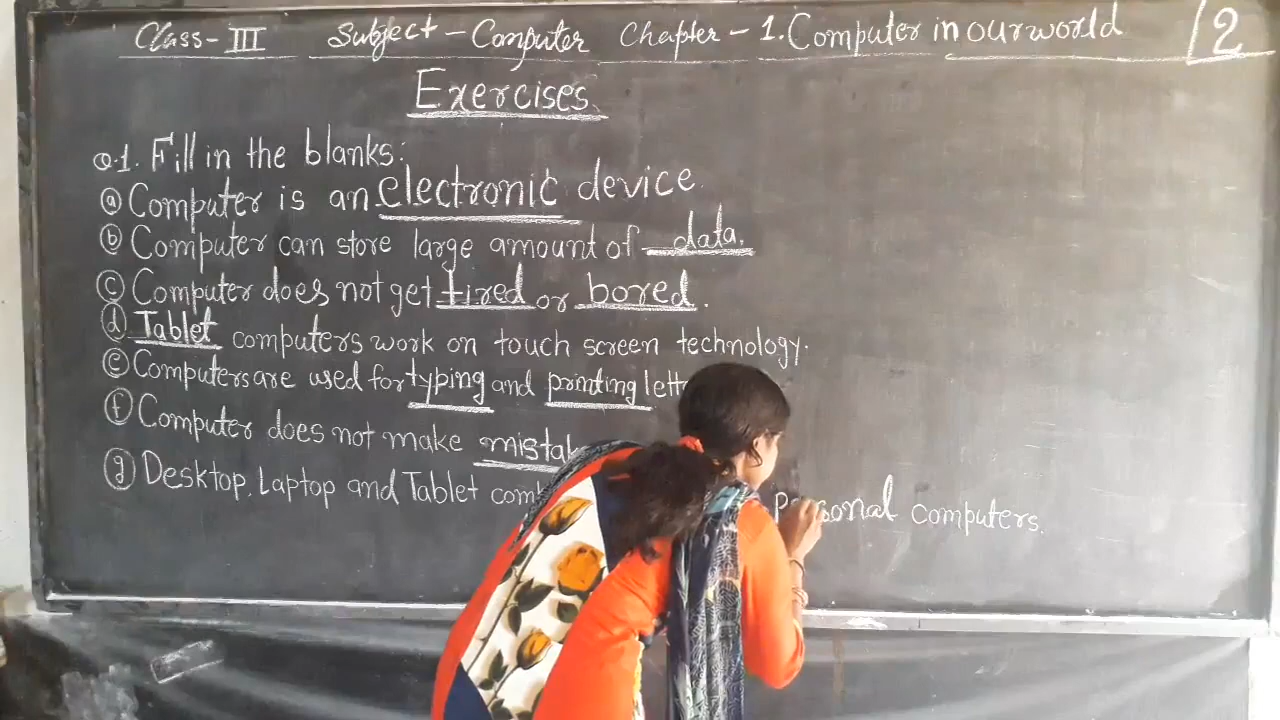 Class-III Subject-Computer Chapter-1. Computer in our world 2
Exercises
Q.1. Fill in the blanks:
ⓐ Computer is an electronic device.
ⓑ Computer can store large amount of data.
ⓒ Computer does not get tired or bored.
ⓓ Tablet computers work on touch screen technology.
ⓔ Computers are used for typing and printing
ⓕ Computer does not make
ⓖ Desktop, Laptop and Tablet personal computers.